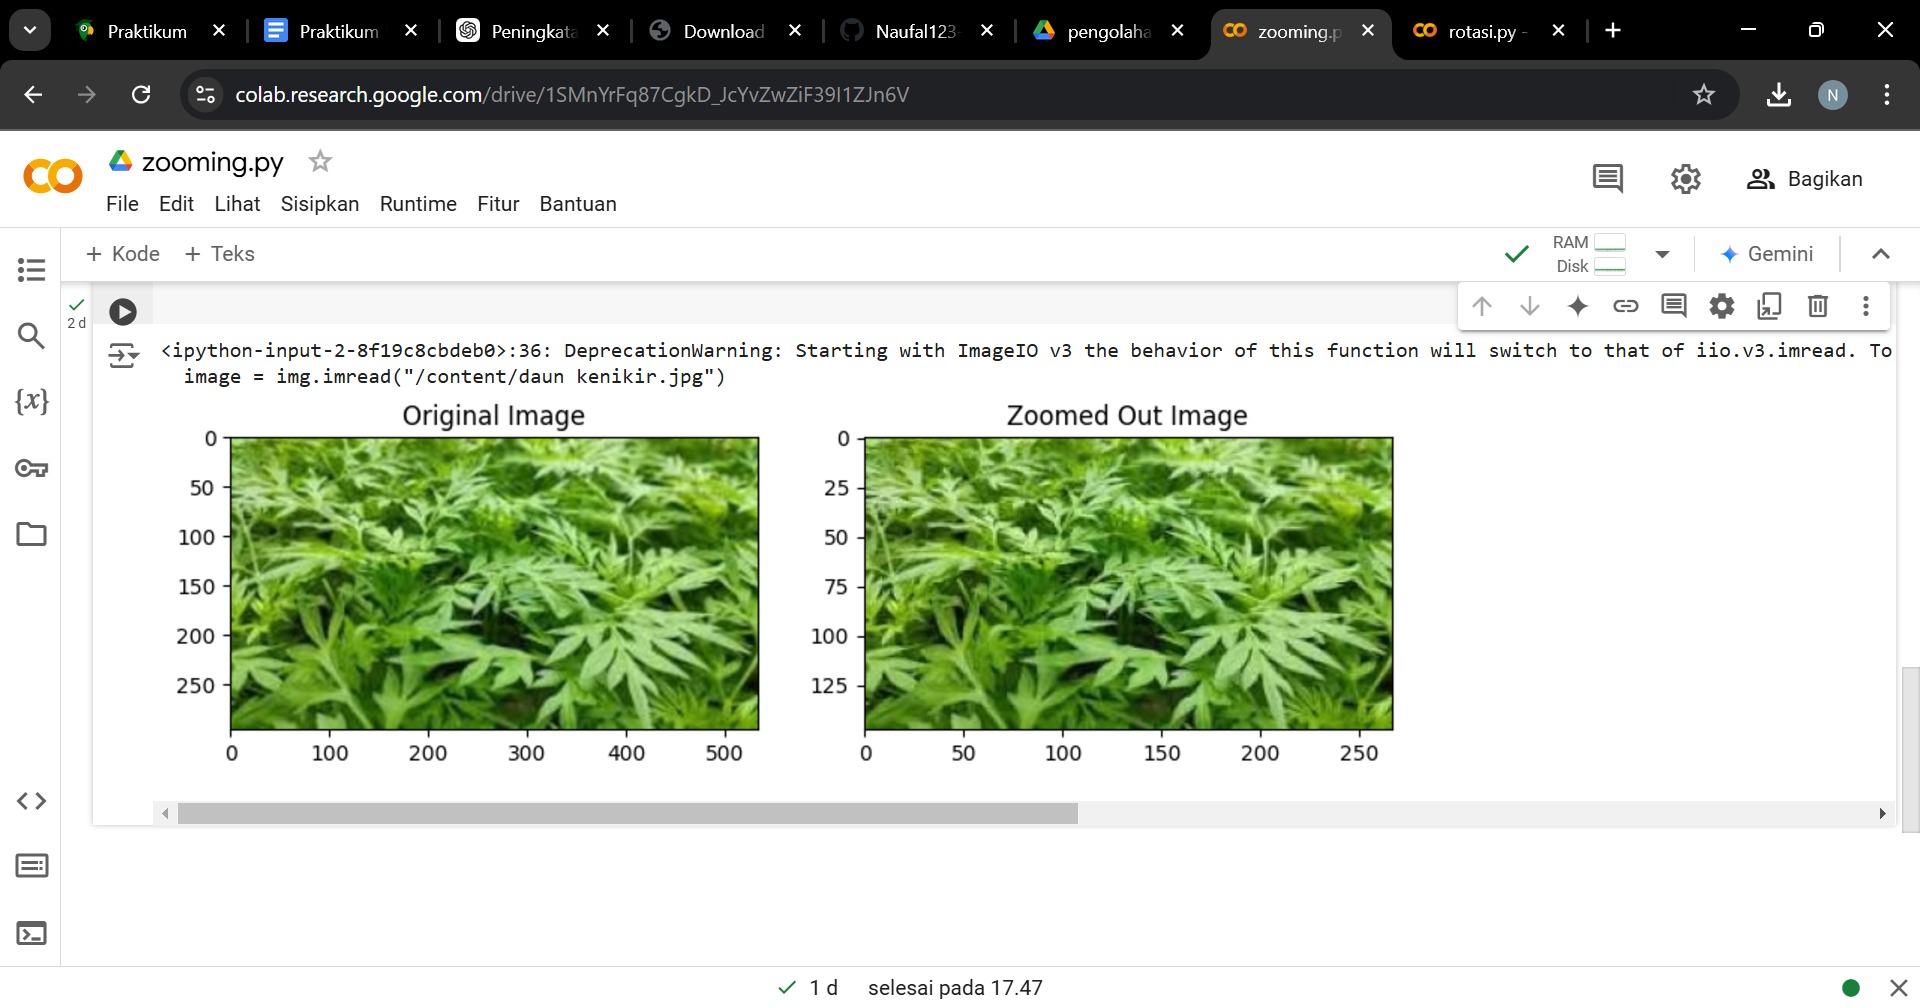 Praktikum
Praktikum
Peningkata
Download
Naufal123-
pengolaha
zooming.p
rotasi.py -
colab.research.google.com/drive/1SMnYrFq87CgkD_JcYvZwZiF39I1ZJn6V
N
zooming.py
File Edit Lihat Sisipkan Runtime Fitur Bantuan
Bagikan
+ Kode + Teks
RAM
Disk
Gemini
2 d
<ipython-input-2-8f19c8cbdeb0>:36: DeprecationWarning: Starting with ImageIO v3 the behavior of this function will switch to that of iio.v3.imread. To
image = img.imread("/content/daun kenikir.jpg")
Original Image
0
50
100
150
200
250
0 100 200 300 400 500
Zoomed Out Image
0
25
50
75
100
125
0 50 100 150 200 250
{x}
1 d selesai pada 17.47